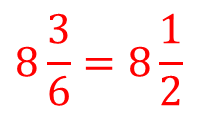 8 3/6 = 8 1/2